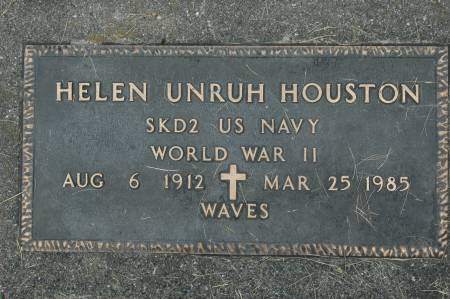 HELEN UNRUH HOUSTON
SKD2 US NAVY
WORLD WAR II
AUG 6 1912 MAR 25 1985
WAVES